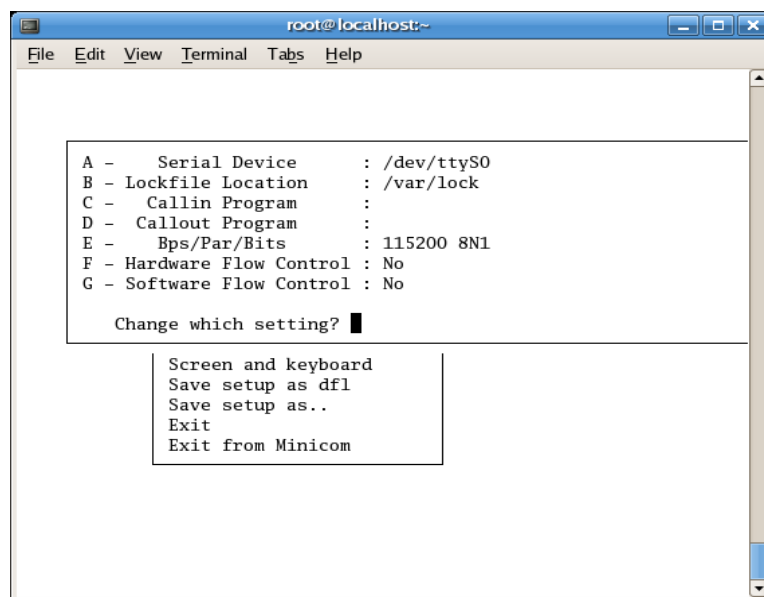 root@localhost:~
File Edit View Terminal Tabs Help
A - Serial Device : /dev/ttyS0
B - Lockfile Location : /var/lock
C - Callin Program :
D - Callout Program :
E - Bps/Par/Bits : 115200 8N1
F - Hardware Flow Control : No
G - Software Flow Control : No
Change which setting?
Screen and keyboard
Save setup as dfl
Save setup as..
Exit
Exit from Minicom